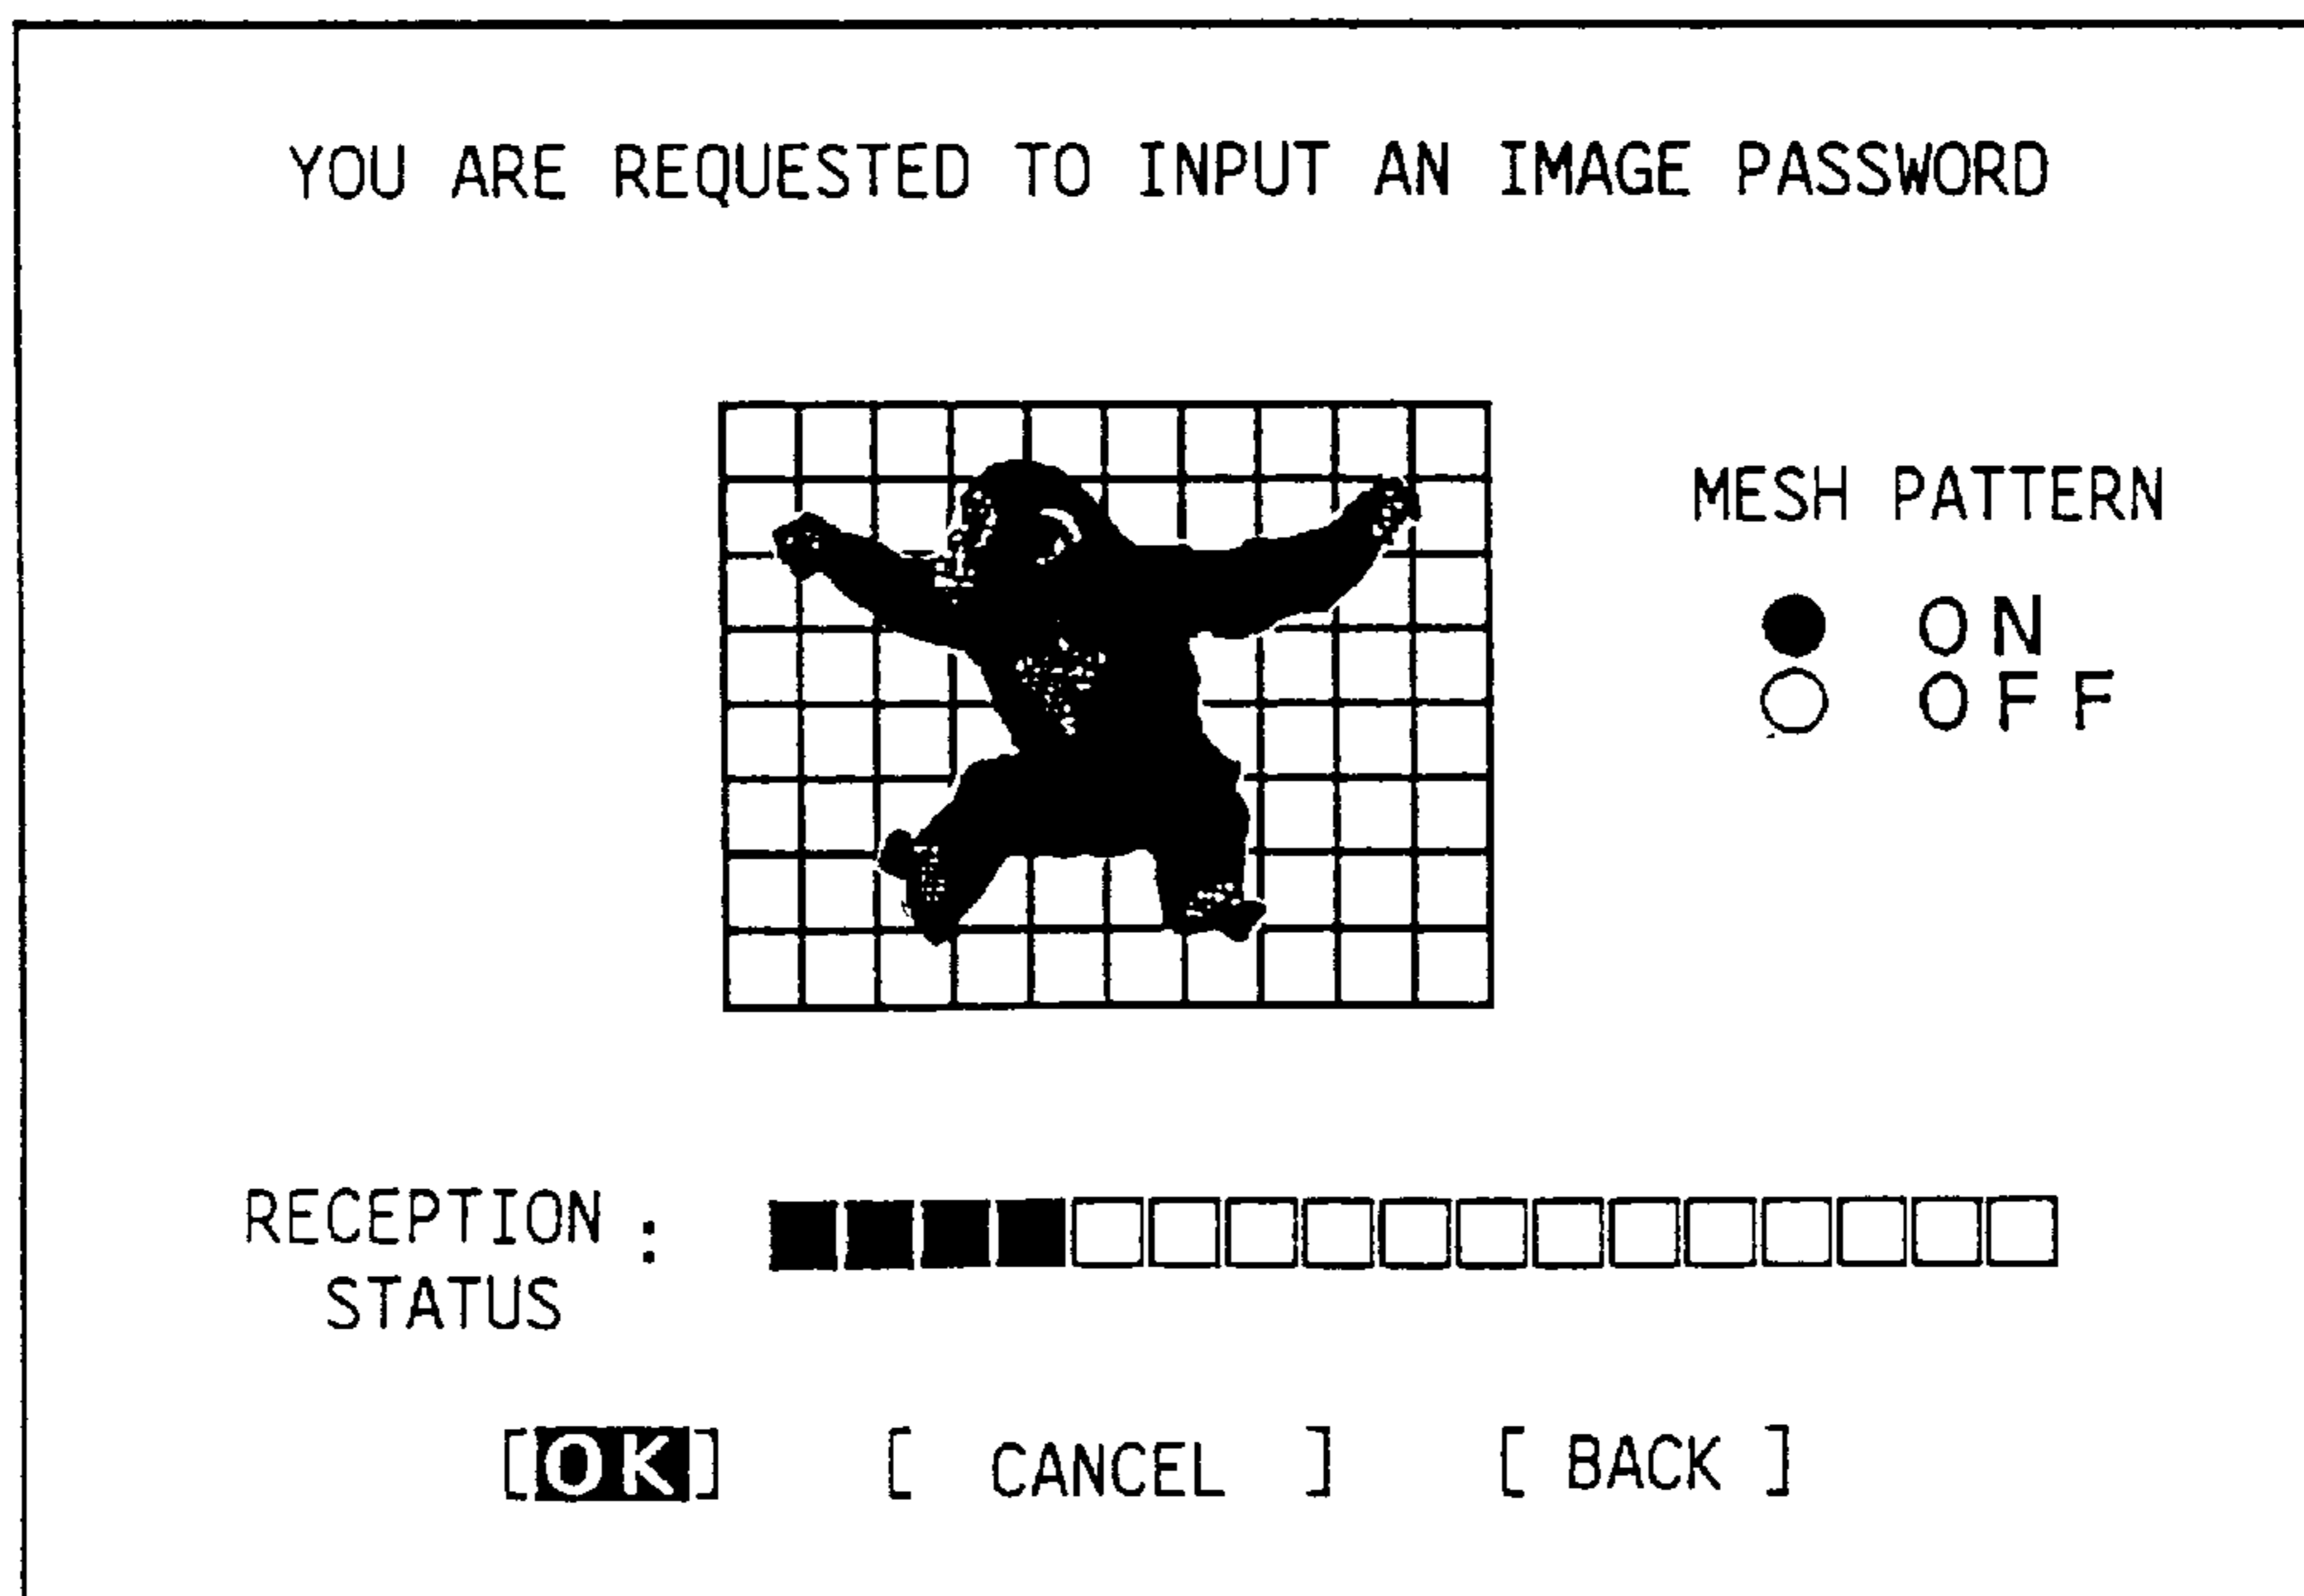 YOU ARE REQUESTED TO INPUT AN IMAGE PASSWORD
MESH PATTERN
ON
OFF
RECEPTION :
STATUS
[OK] [ CANCEL ] [ BACK ]